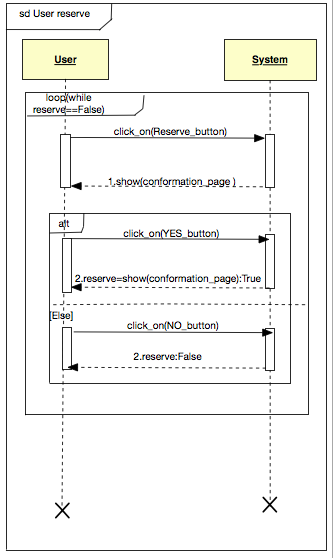 sd User reserve
User
System
loop(while
reserve==False)
click_on(Reserve_button)
1.show(conformation_page )
alt
click_on(YES_button)
2.reserve=show(conformation_page):True
[Else]
click_on(NO_button)
2.reserve:False